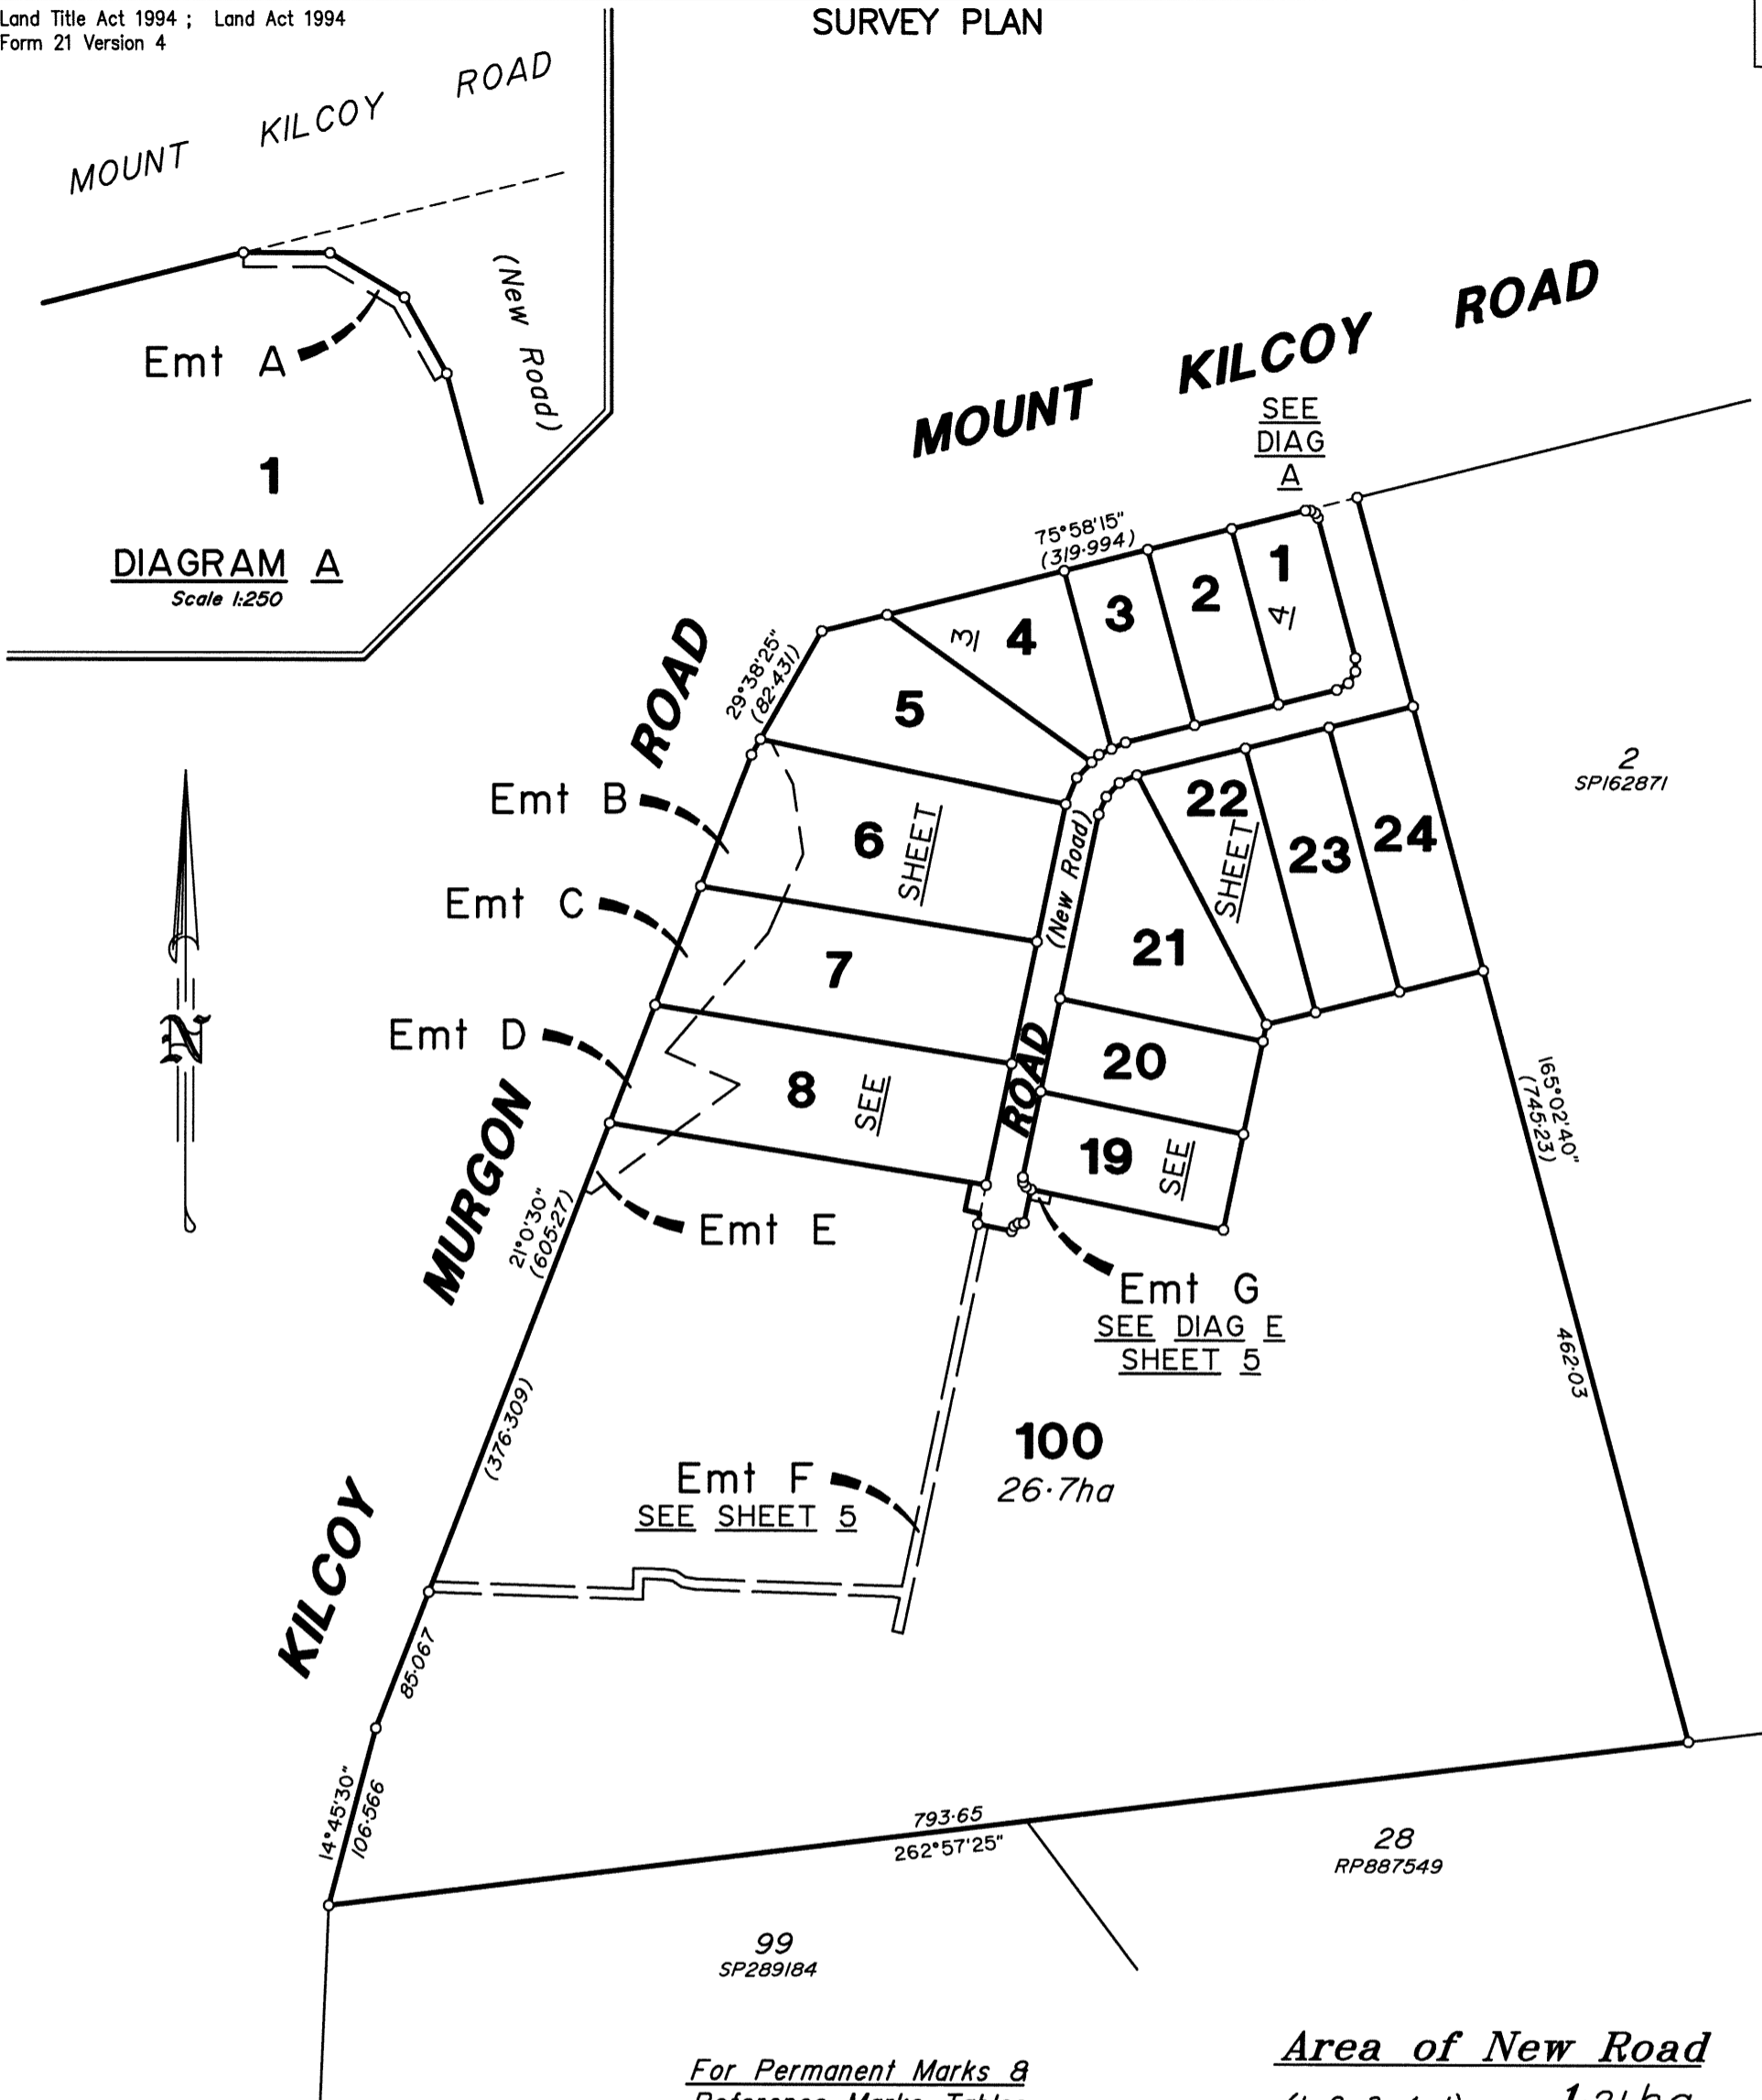 Land Title Act 1994 ; Land Act 1994
Form 21 Version 4
SURVEY PLAN
MOUNT KILCOY ROAD
(New Road)
Emt A
1
DIAGRAM A
Scale 1:250
MOUNT KILCOY ROAD
SEE
DIAG
A
75°58'15"
(319·994)
29°38'25"
(82·431)
1
4/
2
3
4
3/
5
ROAD
2
SP162871
Emt B
6
SHEET
(New Road)
22
SHEET
23
24
Emt C
7
21
Emt D
8
SEE
ROAD
20
19
SEE
165°02'40"
(745·23)
MURGON
21°0'30"
(605·27)
Emt E
Emt G
SEE DIAG E
SHEET 5
462·03
(376·309)
100
26·7ha
Emt F
SEE SHEET 5
KILCOY
85·067
14°45'30"
106·566
793·65
262°57'25"
28
RP887549
99
SP289184
Area of New Road
For Permanent Marks &
Reference Marks Tables